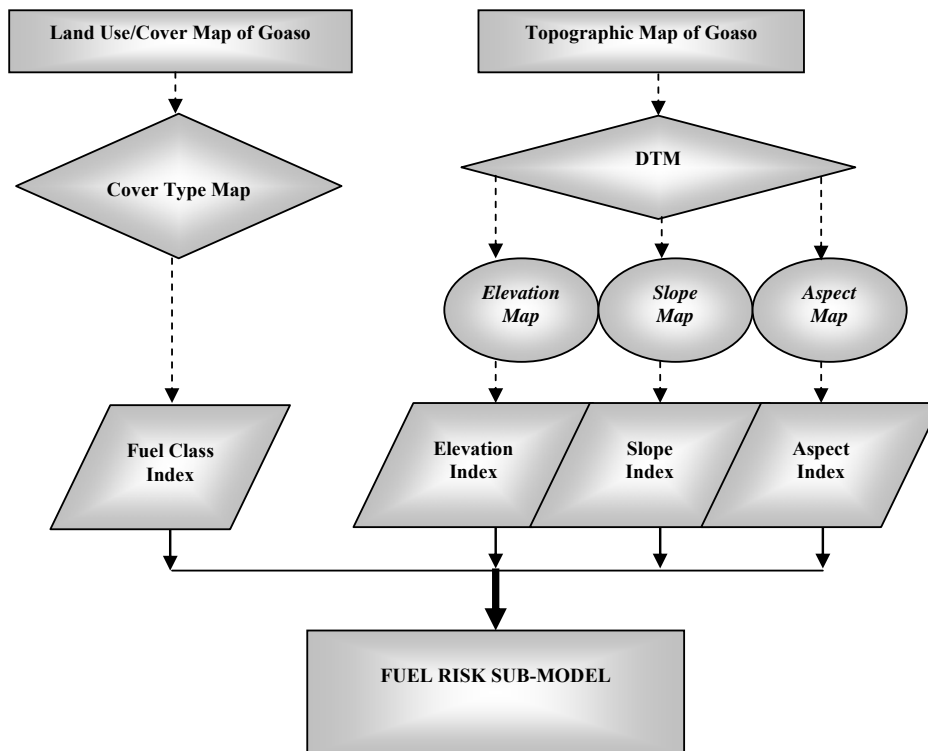 Land Use/Cover Map of Goaso
Topographic Map of Goaso
Cover Type Map
DTM
Elevation
Map
Slope
Map
Aspect
Map
Fuel Class
Index
Elevation
Index
Slope
Index
Aspect
Index
FUEL RISK SUB-MODEL